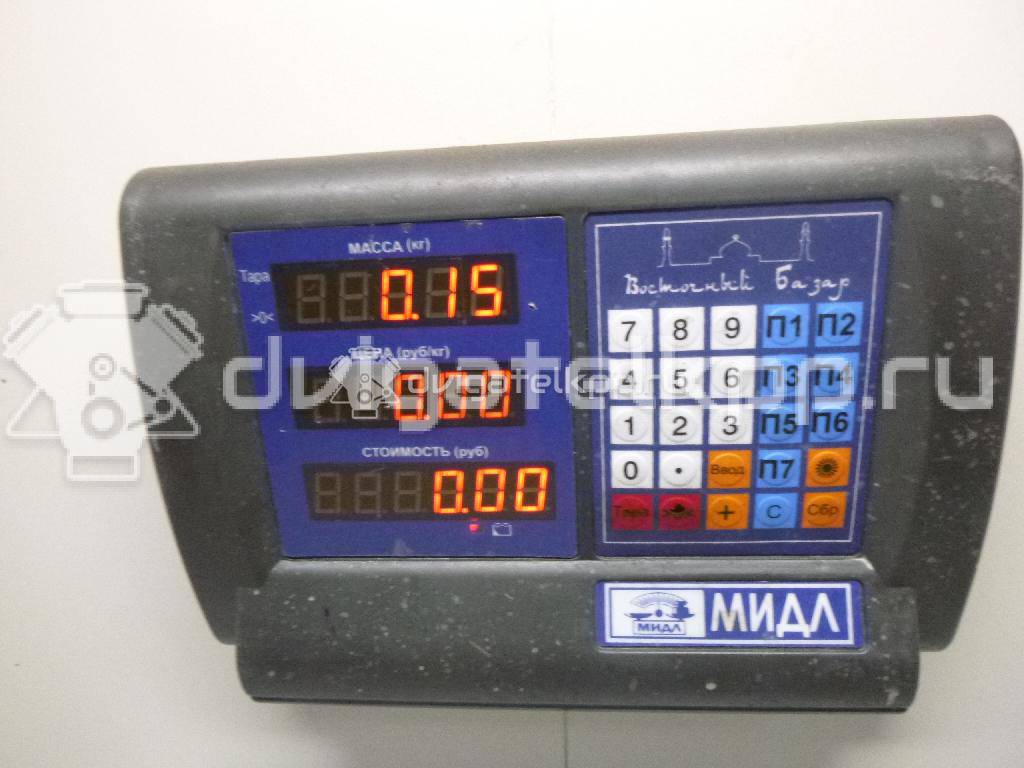 МАССА (кг)
Тара
0.15
>0<
ЦЕНА (руб/кг)
0.00
СТОИМОСТЬ (руб)
0.00
Восточный Базар
7 8 9 П1 П2
4 5 6 П3 П4
1 2 3 П5 П6
0 • Ввод П7
Тара + С Сбр
МИДЛ МИДЛ
dvigatelkpp.ru